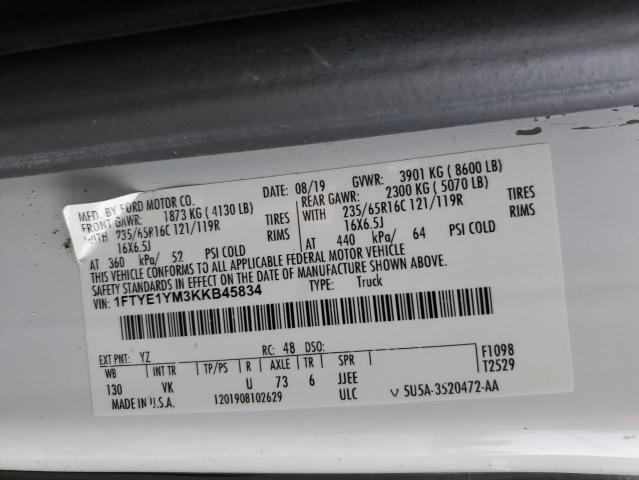 MFD. BY FORD MOTOR CO.
DATE: 08/19 GVWR: 3901 KG ( 8600 LB)
FRONT GAWR: 1873 KG ( 4130 LB) REAR GAWR: 2300 KG ( 5070 LB)
WITH 235/65R16C 121/119R TIRES WITH 235/65R16C 121/119R TIRES
16X6.5J RIMS 16X6.5J RIMS
AT 360 kPa/ 52 PSI COLD AT 440 kPa/ 64 PSI COLD
THIS VEHICLE CONFORMS TO ALL APPLICABLE FEDERAL MOTOR VEHICLE
SAFETY STANDARDS IN EFFECT ON THE DATE OF MANUFACTURE SHOWN ABOVE.
VIN: 1FTYE1YM3KKB45834 TYPE: Truck
EXT PNT: YZ RC: 48 DSO:
WB INT TR TP/PS R AXLE TR SPR F1098
130 VK U 73 6 JJEE T2529
MADE IN U.S.A. 1201908102629 ULC 5U5A-3520472-AA